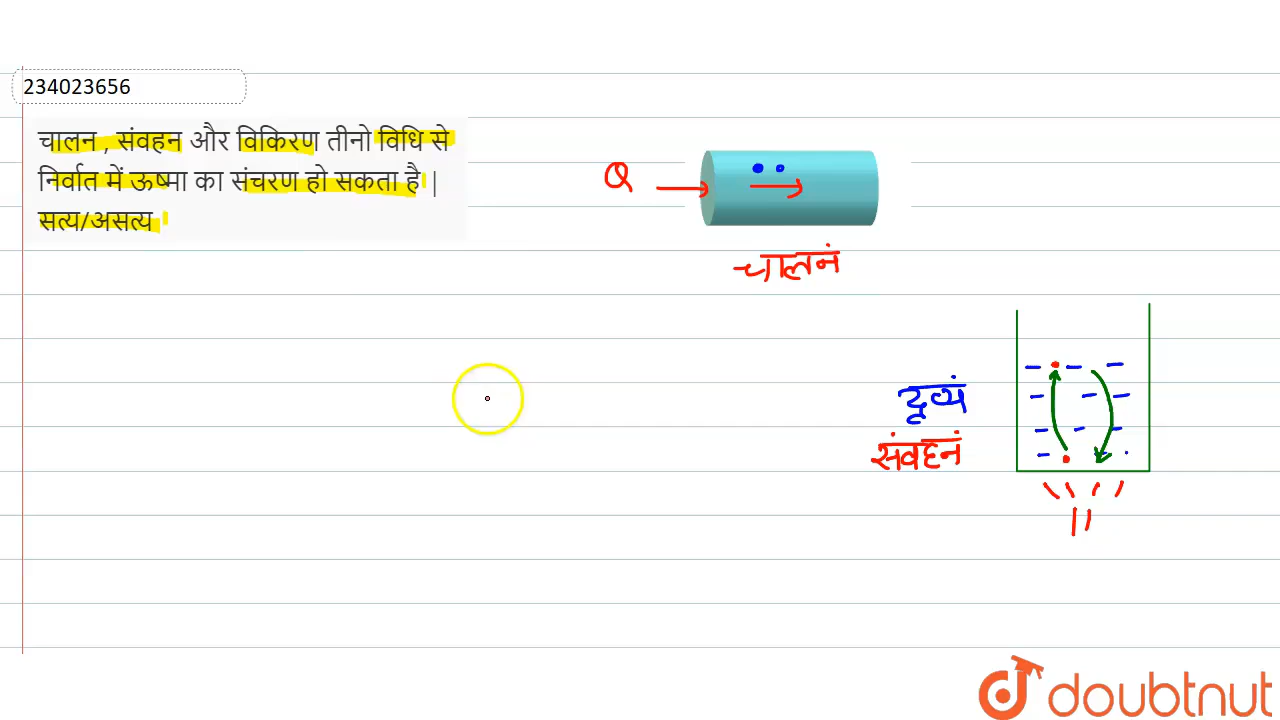 234023656
चालन , संवहन और विकिरण तीनो विधि से
निर्वात में ऊष्मा का संचरण हो सकता है |
सत्य/असत्य
Q
चालनं
द्रव्यं
संवहनं
doubtnut